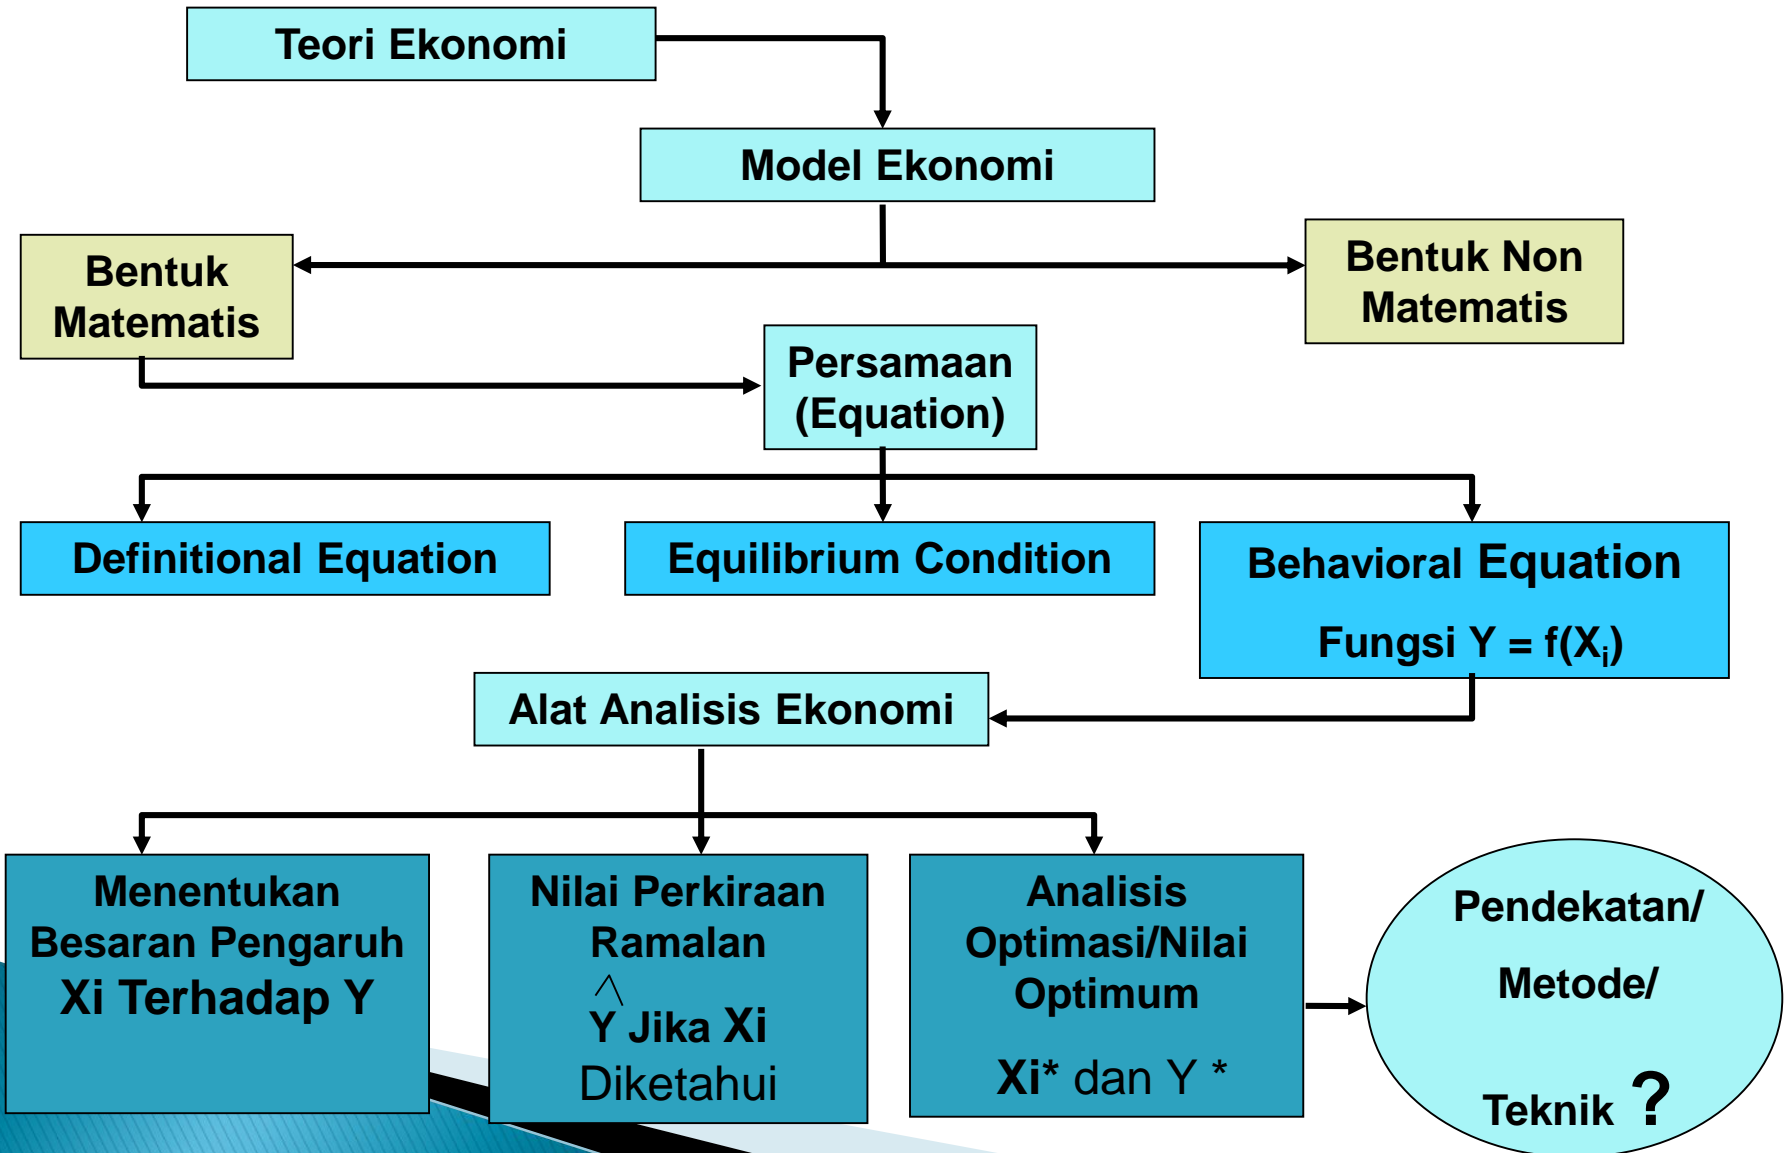 Teori Ekonomi
Model Ekonomi
Bentuk
Matematis
Bentuk Non
Matematis
Persamaan
(Equation)
Definitional Equation
Equilibrium Condition
Behavioral Equation
Fungsi Y = f(Xᵢ)
Alat Analisis Ekonomi
Menentukan
Besaran Pengaruh
Xi Terhadap Y
Nilai Perkiraan
Ramalan
Ŷ Jika Xi
Diketahui
Analisis
Optimasi/Nilai
Optimum
Xi* dan Y *
Pendekatan/
Metode/
Teknik ?